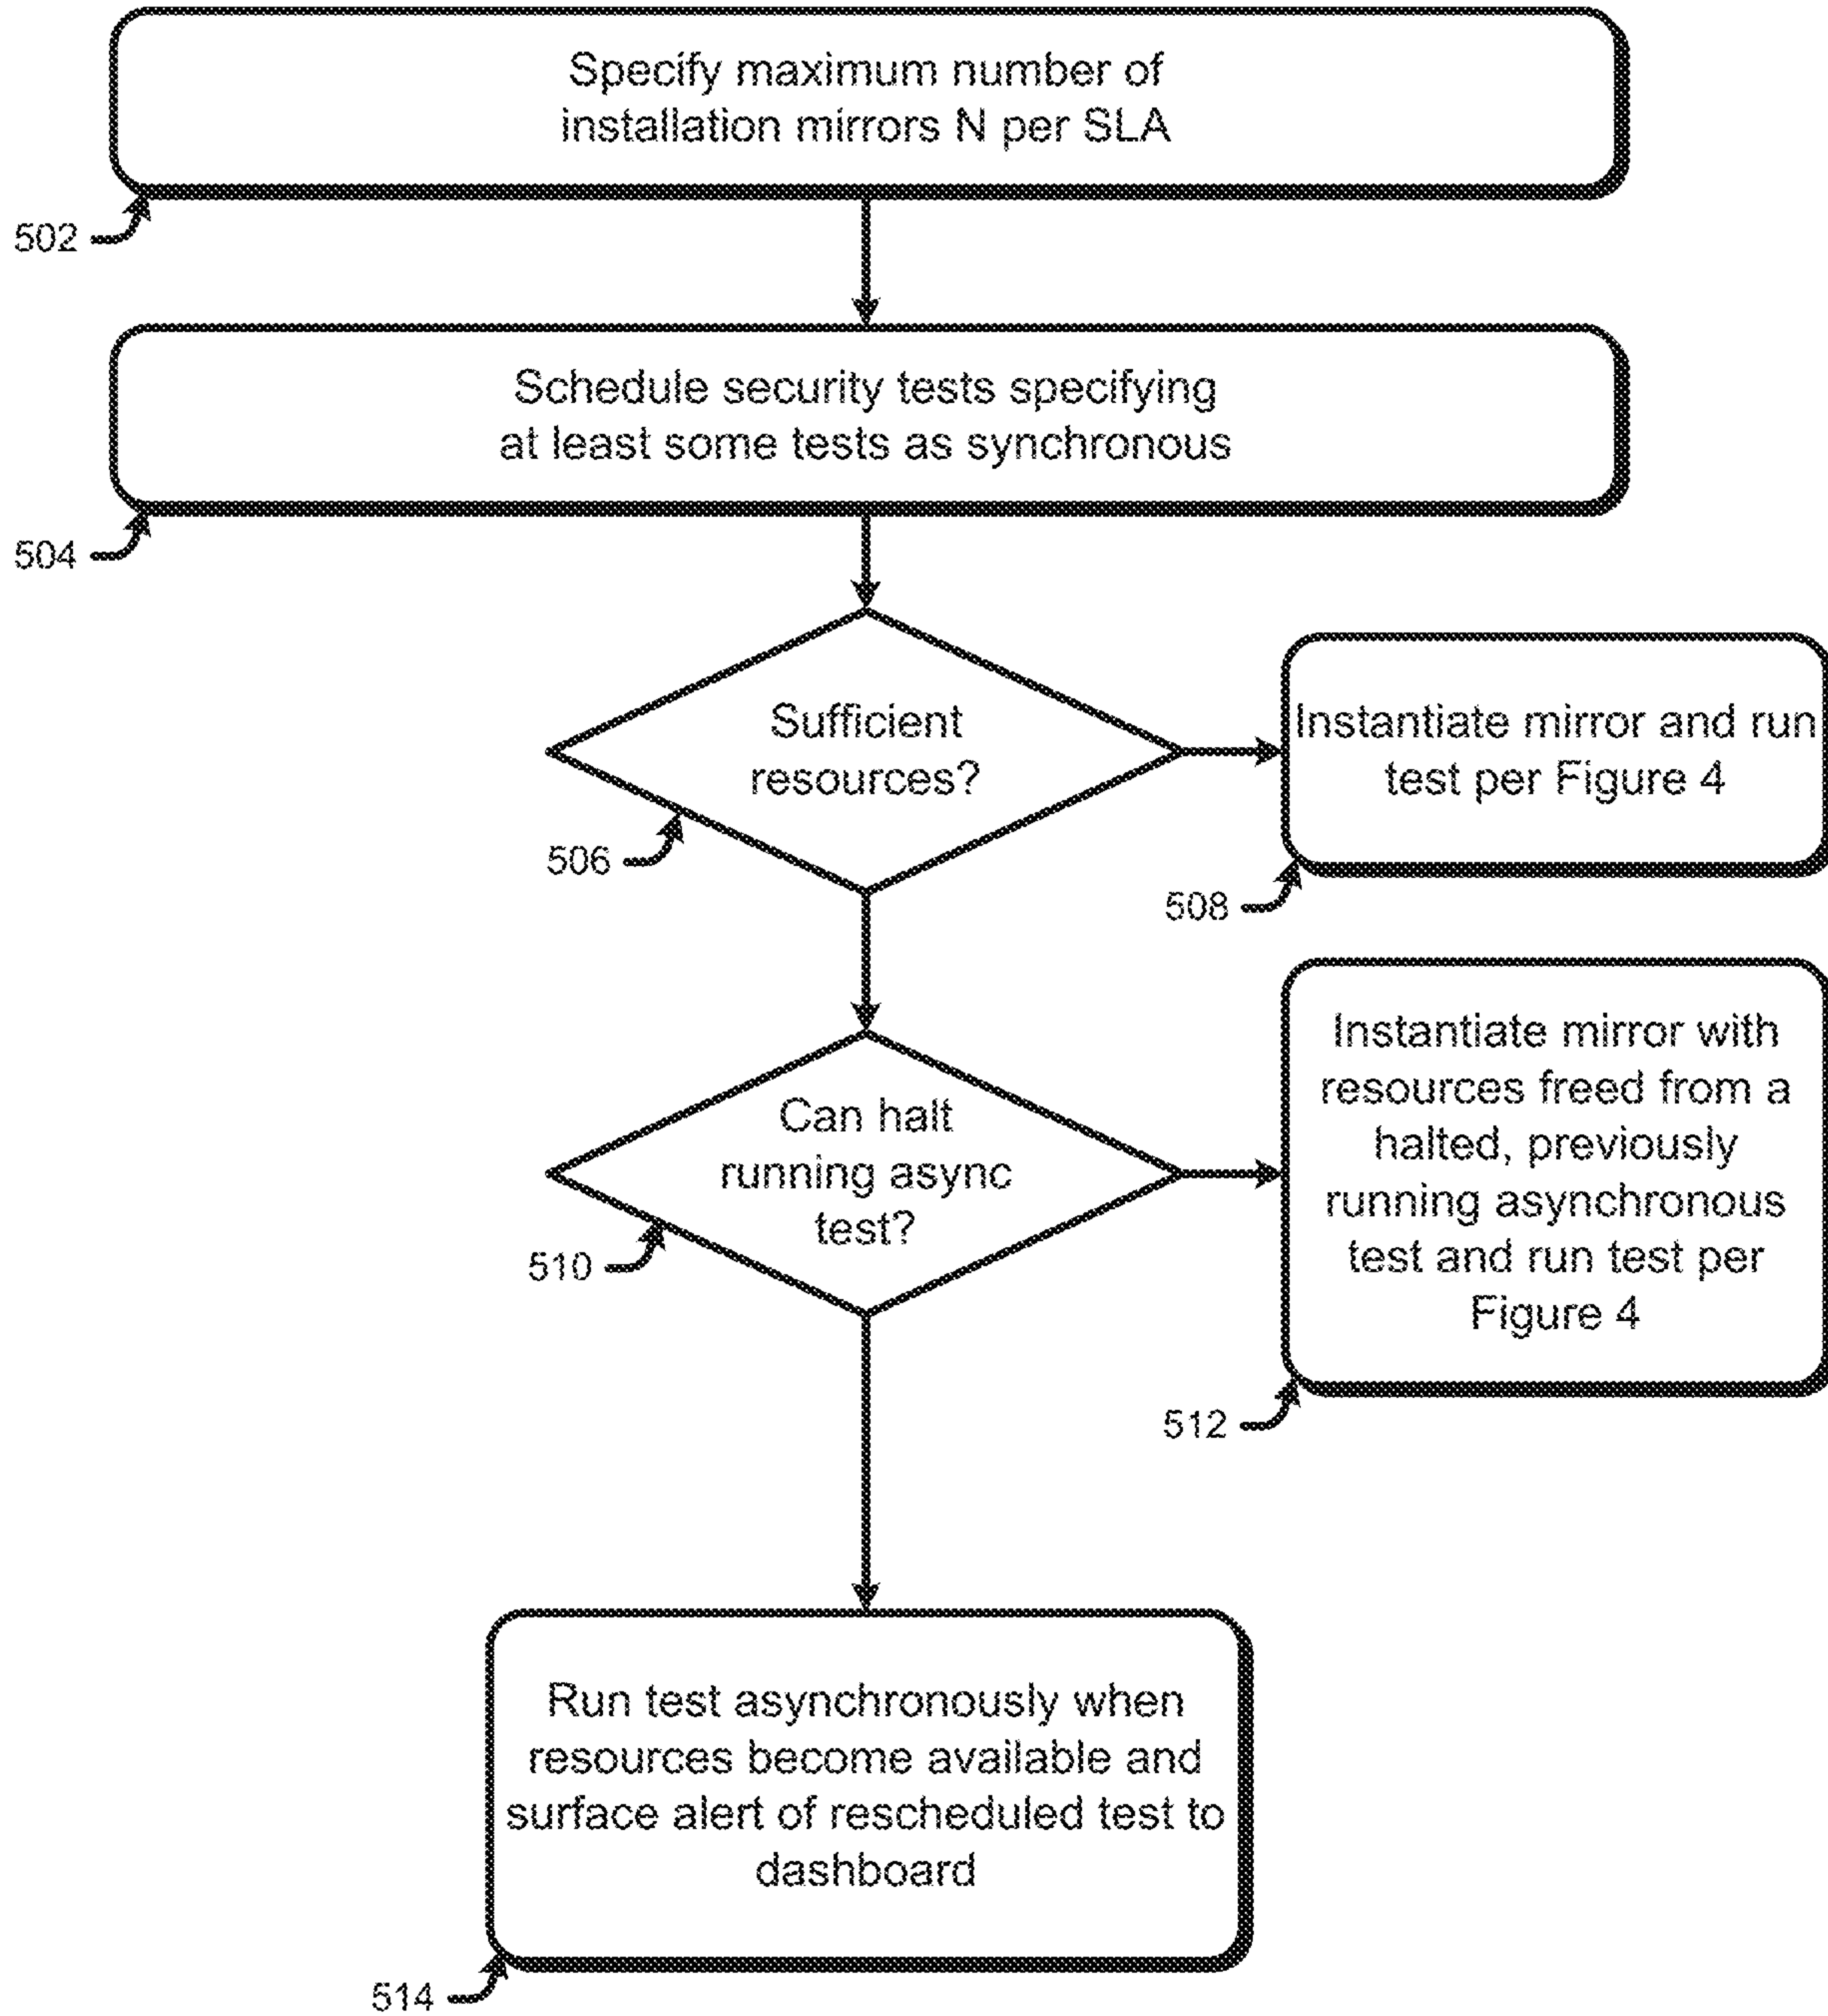 Specify maximum number of
installation mirrors N per SLA
502
Schedule security tests specifying
at least some tests as synchronous
504
Sufficient
resources?
506
Instantiate mirror and run
test per Figure 4
508
Can halt
running async
test?
510
Instantiate mirror with
resources freed from a
halted, previously
running asynchronous
test and run test per
Figure 4
512
Run test asynchronously when
resources become available and
surface alert of rescheduled test to
dashboard
514